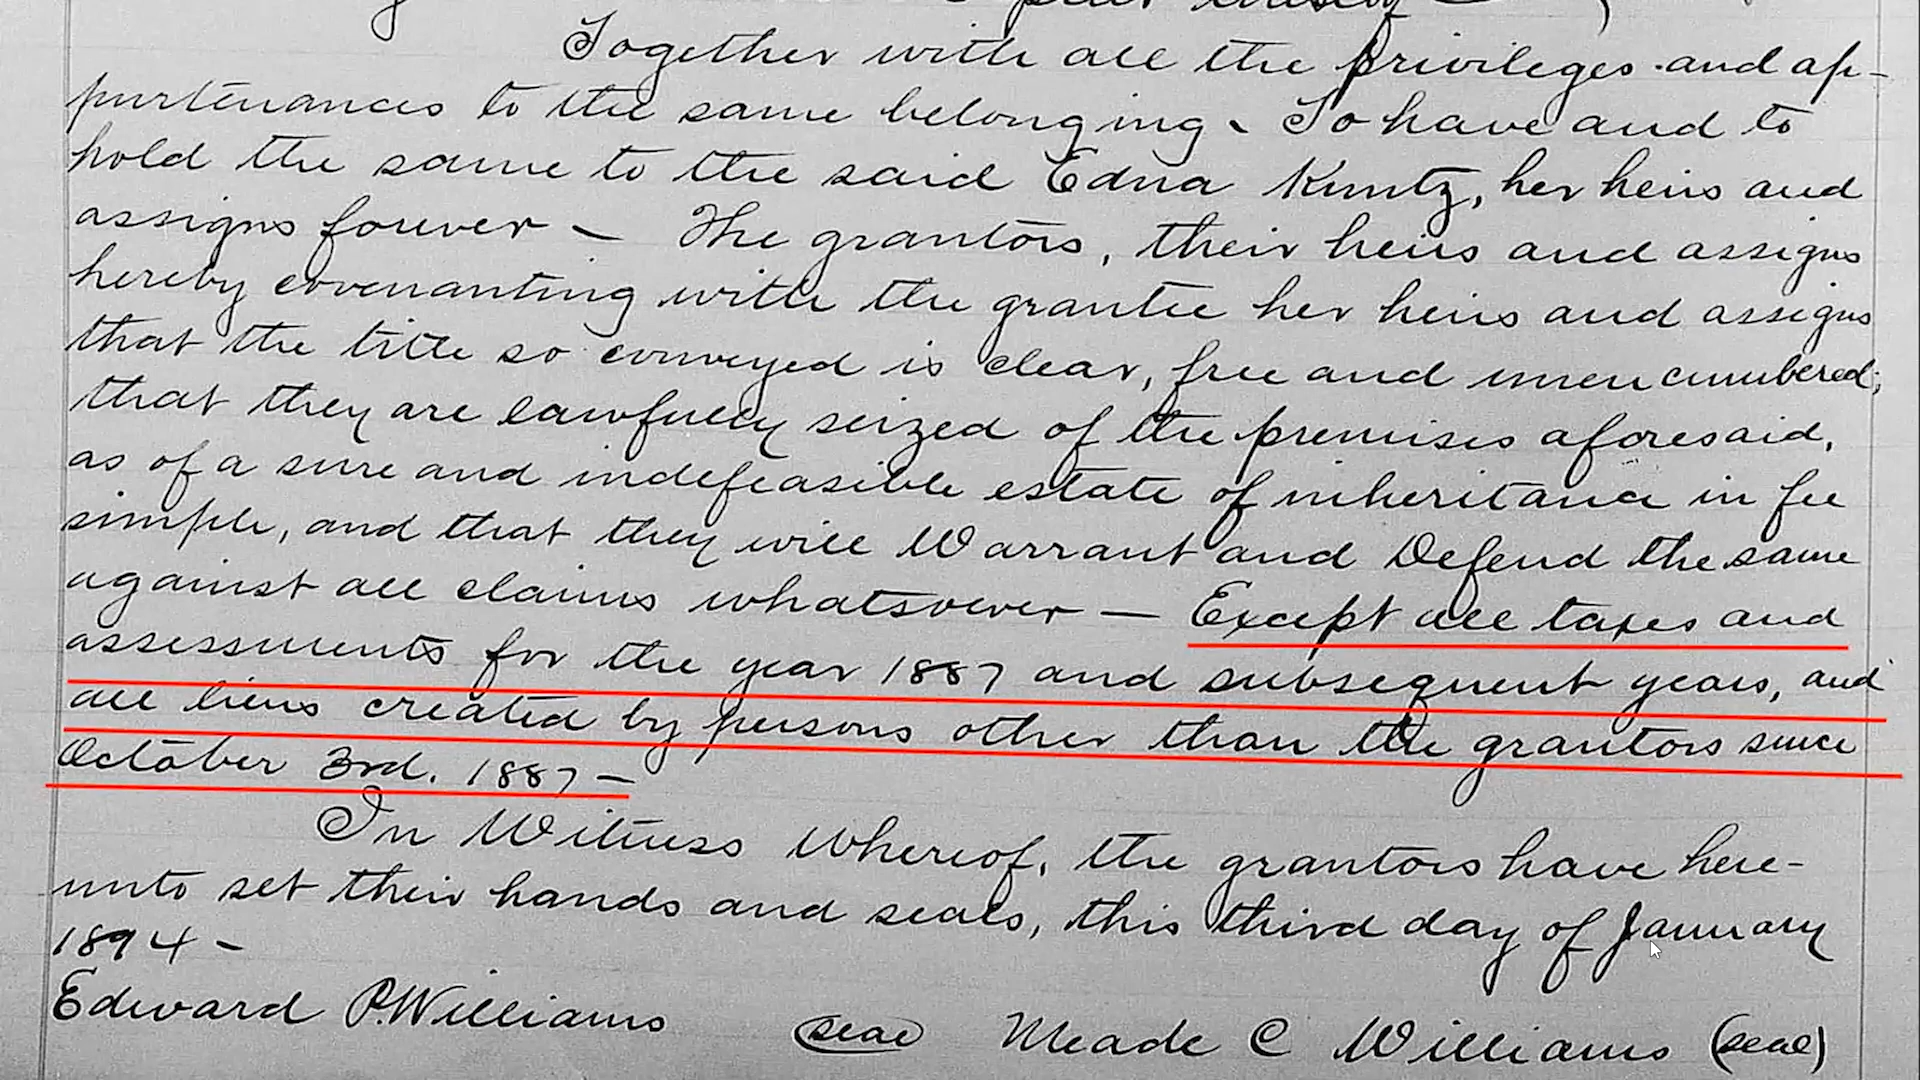 Together with all the privileges and ap-
purtenances to the same belonging - To have and to
hold the same to the said Edna Kuntz, her heirs and
assigns forever - The grantors, their heirs and assigns
hereby covenanting with the grantee her heirs and assigns
that the title so conveyed is clear, free and unencumbered;
that they are lawfully seized of the premises aforesaid,
as of a sure and indefeasible estate of inheritance in fee
simple, and that they will Warrant and Defend the same
against all claims whatsoever — Except all taxes and
assessments for the year 1887 and subsequent years, and
all liens created by persons other than the grantors since
October 3rd. 1887 -
In Witness Whereof, the grantors have here-
unto set their hands and seals, this third day of January
1894 -
Edward P. Williams (seal) Meade C Williams (seal)